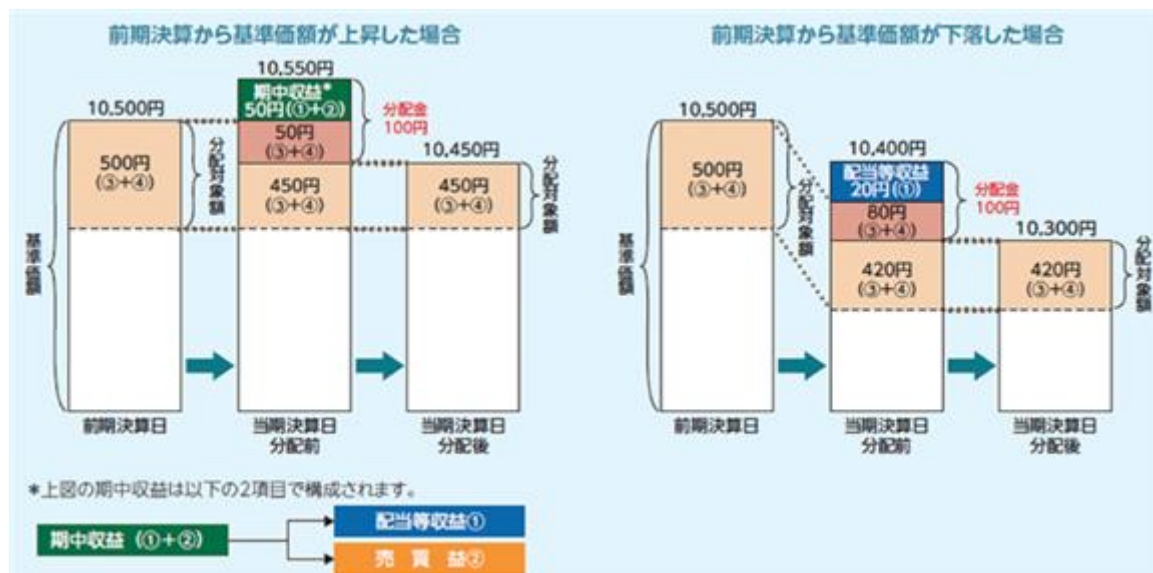 前期決算から基準価額が上昇した場合
10,550円
期中収益*
50円(①+②)
分配金
100円
10,500円
50円
(③+④)
10,450円
500円
(③+④)
分配対象額
450円
(③+④)
450円
(③+④)
分配対象額
基準価額
前期決算日
当期決算日
分配前
当期決算日
分配後
前期決算から基準価額が下落した場合
10,500円
10,400円
500円
(③+④)
分配対象額
配当等収益
20円(①)
分配金
100円
80円
(③+④)
10,300円
420円
(③+④)
420円
(③+④)
分配対象額
基準価額
前期決算日
当期決算日
分配前
当期決算日
分配後
*上図の期中収益は以下の2項目で構成されます。
期中収益(①+②)
配当等収益①
売買益②